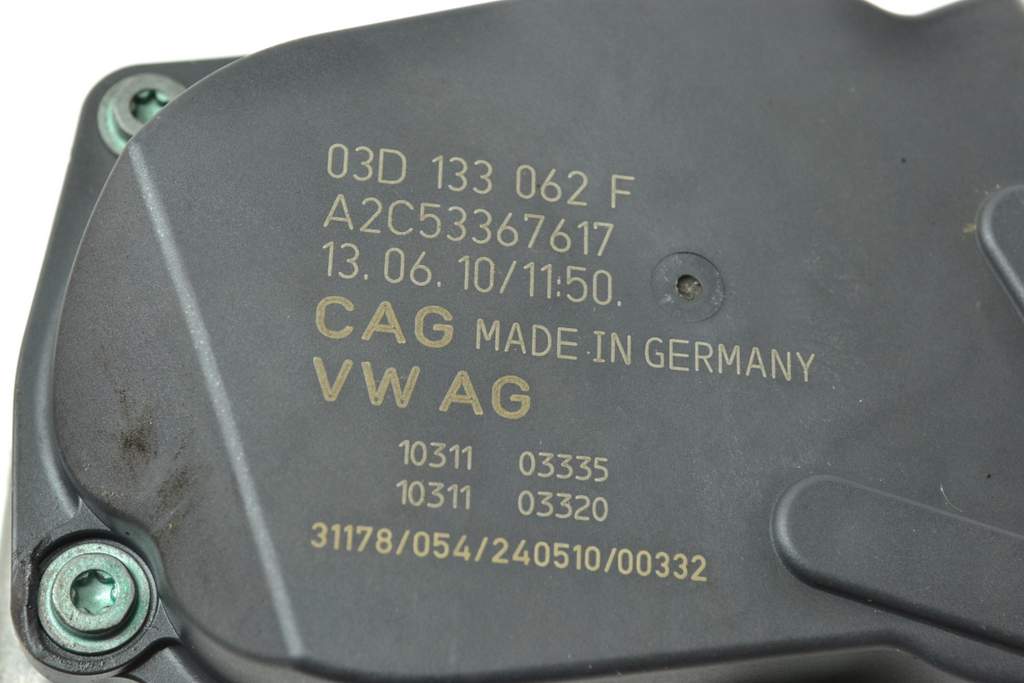 03D 133 062 F
A2C53367617
13.06.10/11:50.
CAG MADE IN GERMANY
VW AG
10311 03335
10311 03320
31178/054/240510/00332